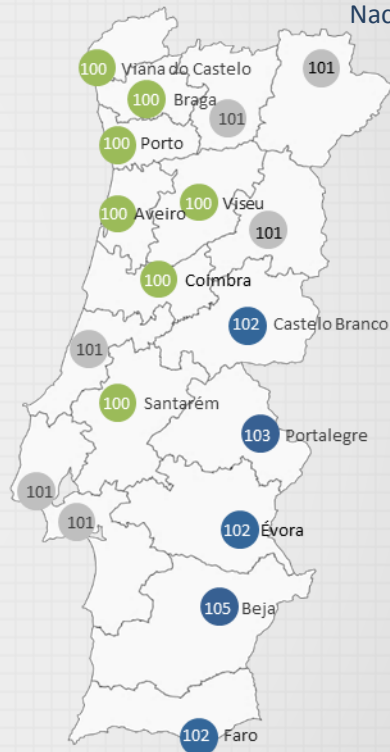 Nac
101
100 Viana do Castelo
100 Braga
101
100 Porto
100 Viseu
100 Aveiro
101
100 Coimbra
102 Castelo Branco
101
100 Santarém
103 Portalegre
101
101
102 Évora
105 Beja
102 Faro